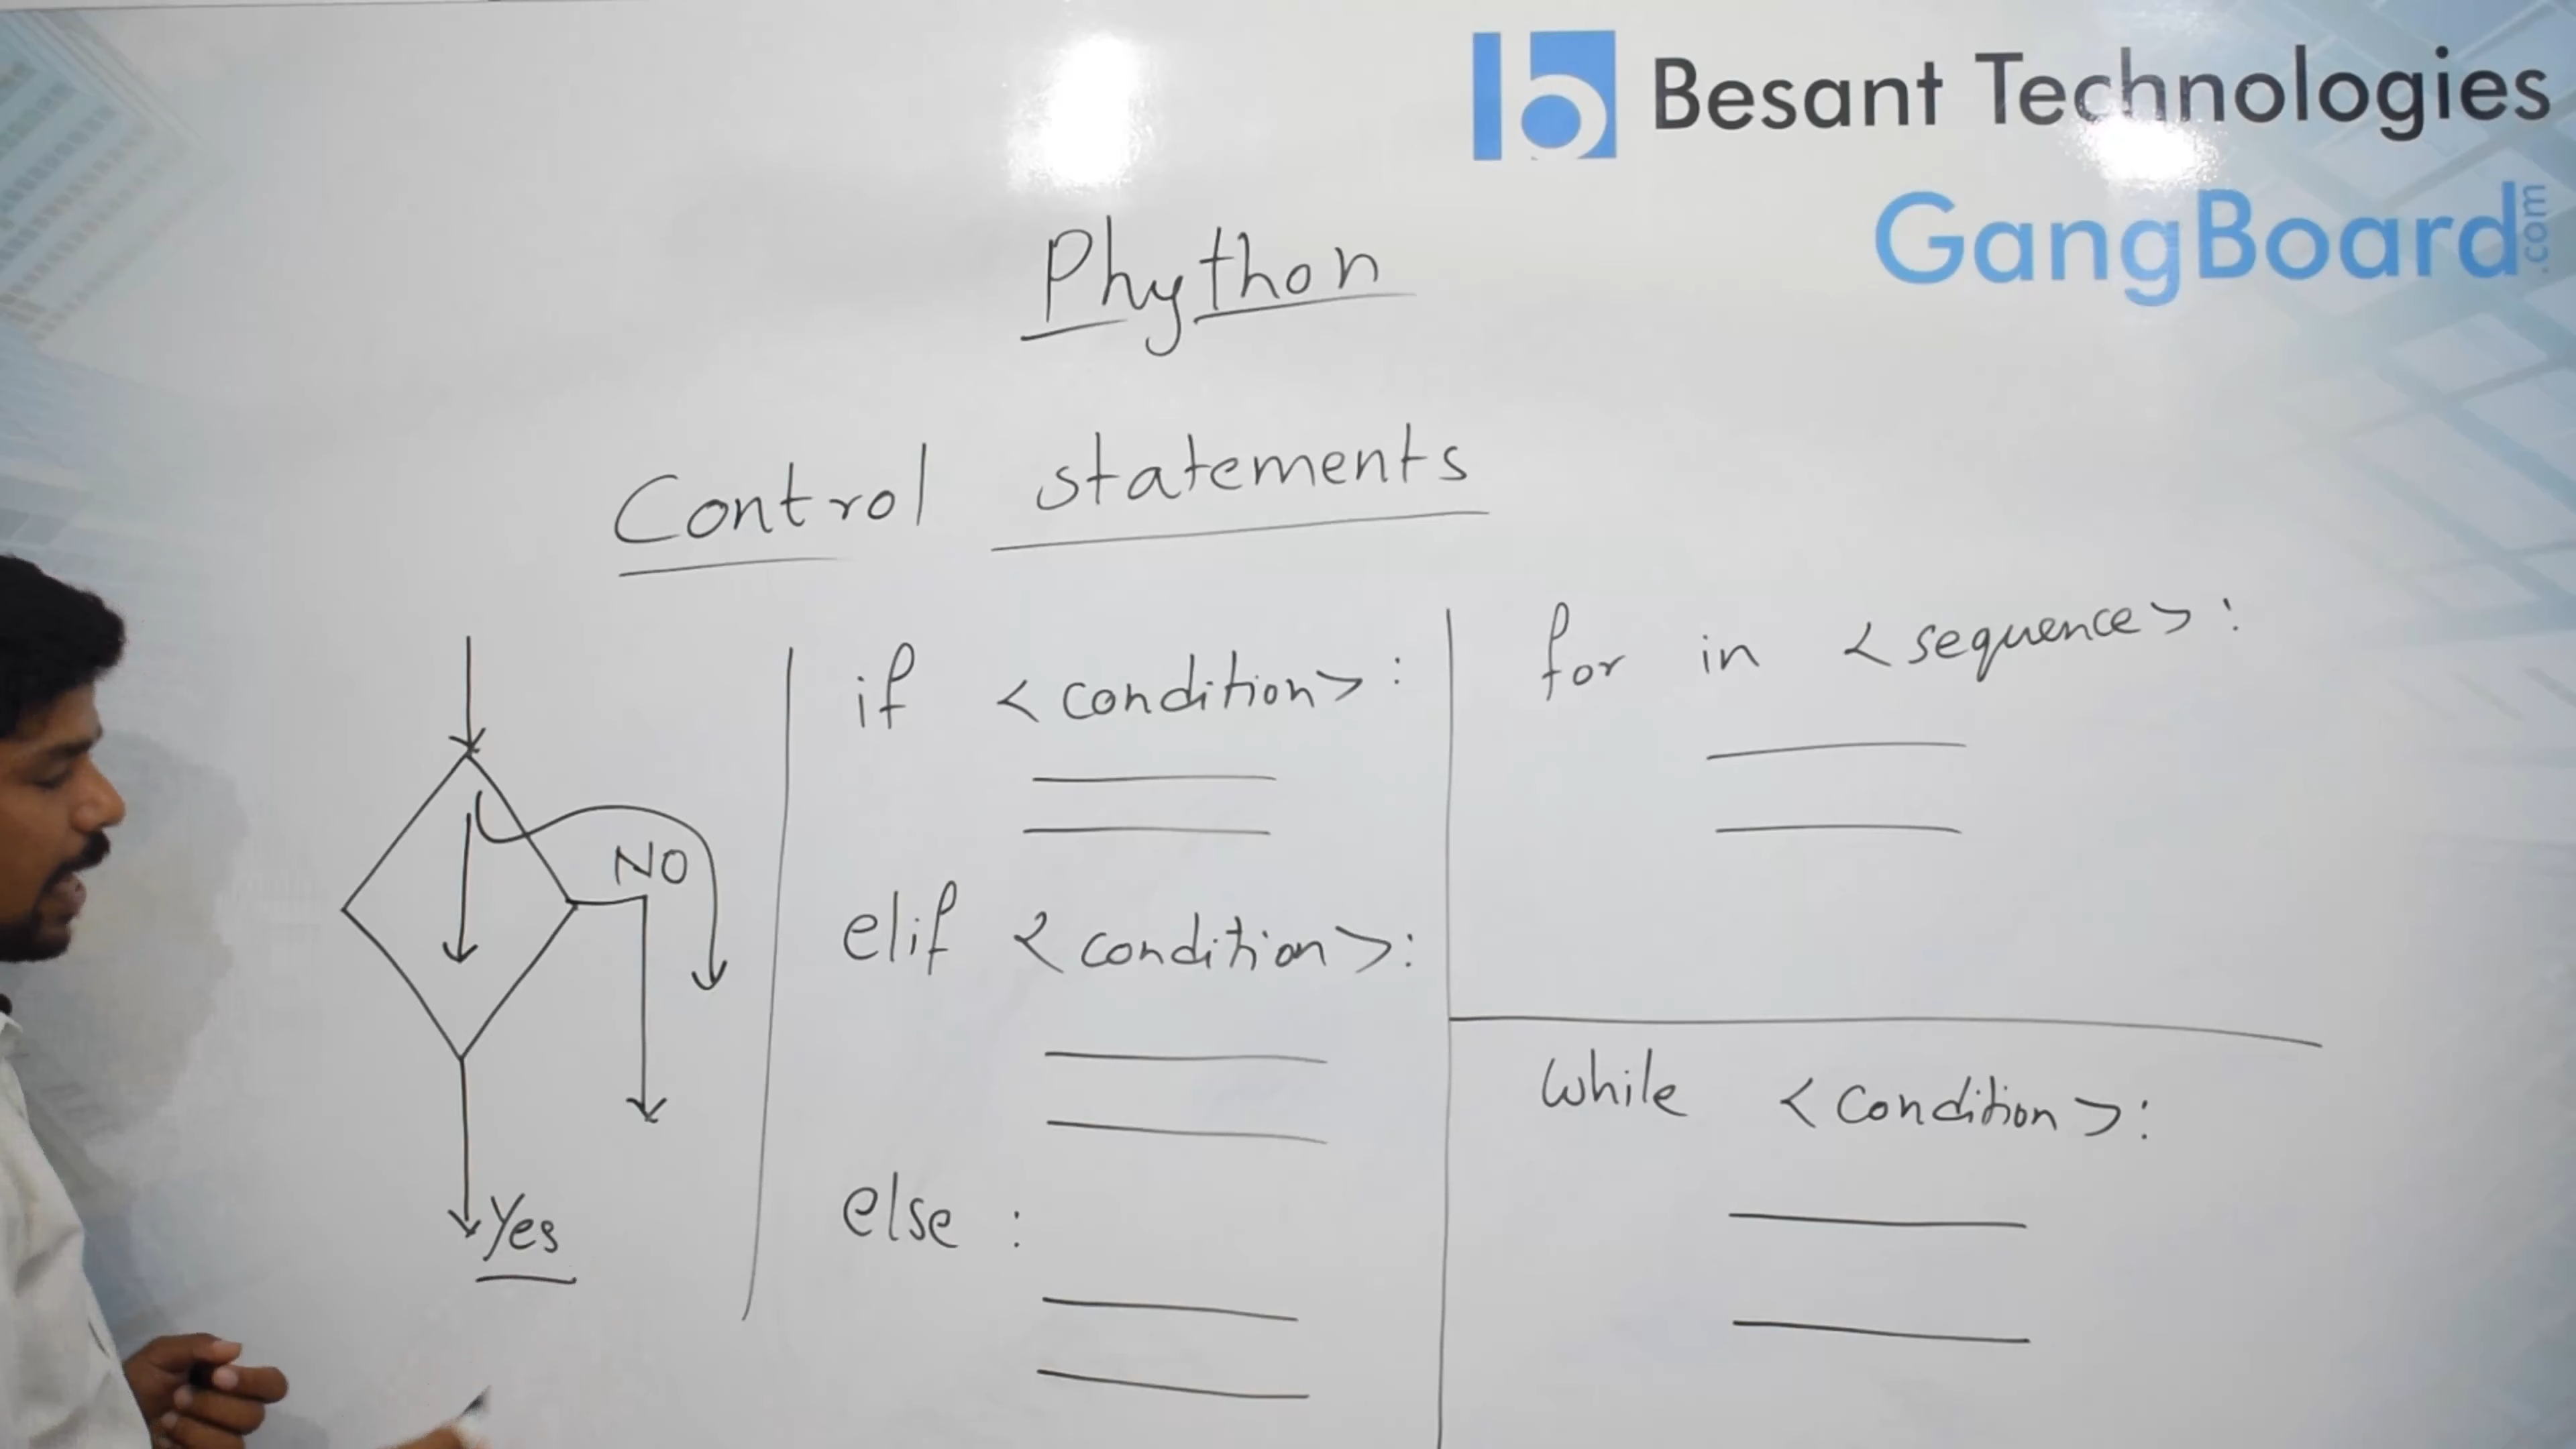 Besant Technologies
GangBoard.com
Phython
Control statements
NO
Yes
if <condition>:
elif <condition>:
else :
for in <sequence>:
while <condition>: